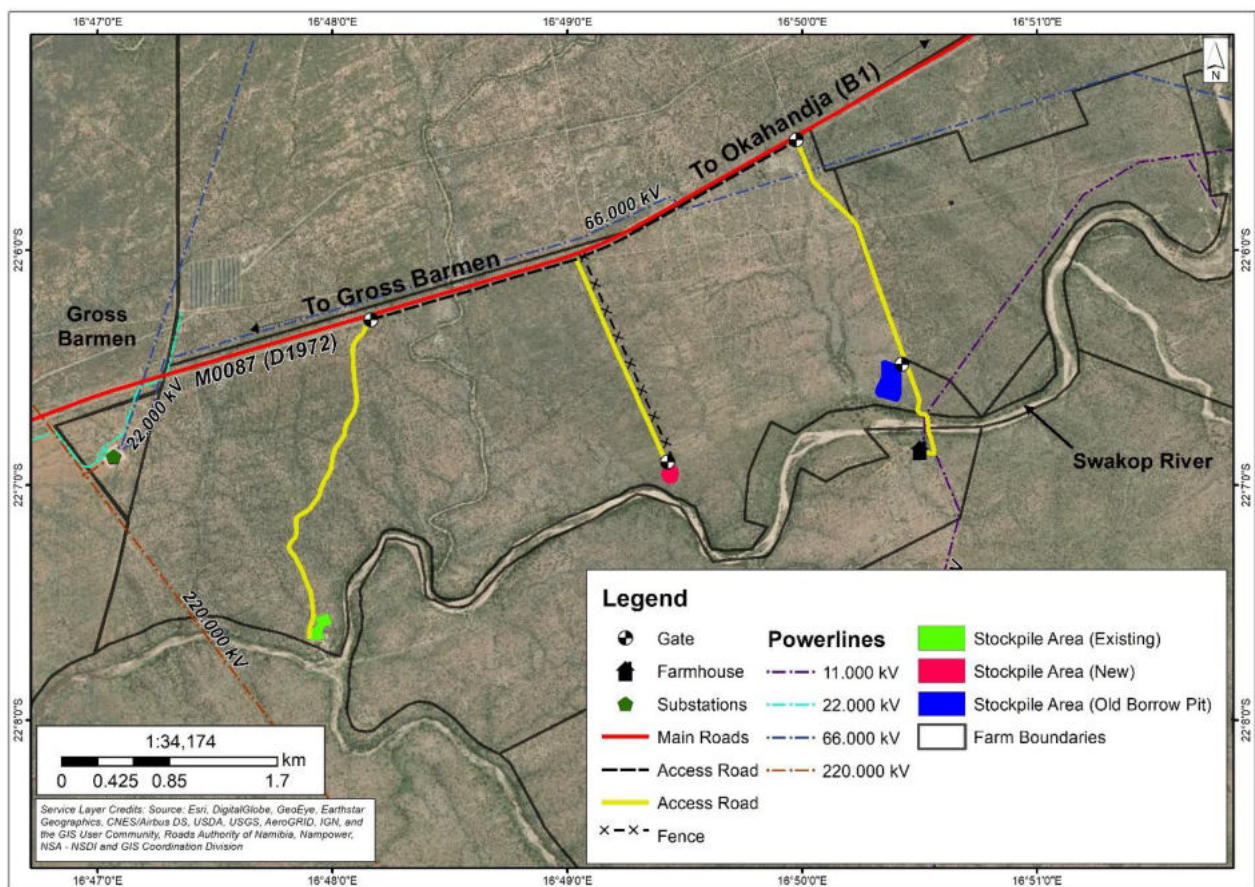 16°47'0"E
16°48'0"E
16°49'0"E
16°50'0"E
16°51'0"E
N
To Okahandja (B1)
66.000 kV
22°6'0"S
22°6'0"S
To Gross Barmen
Gross
Barmen
M0087 (D1972)
22.000 kV
Swakop River
22°7'0"S
22°7'0"S
220.000 kV
V
Legend
Gate
Farmhouse
Substations
Main Roads
Access Road
Access Road
Fence
Powerlines
11.000 kV
22.000 kV
66.000 kV
220.000 kV
Stockpile Area (Existing)
Stockpile Area (New)
Stockpile Area (Old Borrow Pit)
Farm Boundaries
22°8'0"S
22°8'0"S
1:34,174
km
0 0.425 0.85 1.7
Service Layer Credits: Source: Esri, DigitalGlobe, GeoEye, Earthstar
Geographics, CNES/Airbus DS, USDA, USGS, AeroGRID, IGN, and
the GIS User Community, Roads Authority of Namibia, Nampower,
NSA - NSDI and GIS Coordination Division
16°47'0"E
16°48'0"E
16°49'0"E
16°50'0"E
16°51'0"E